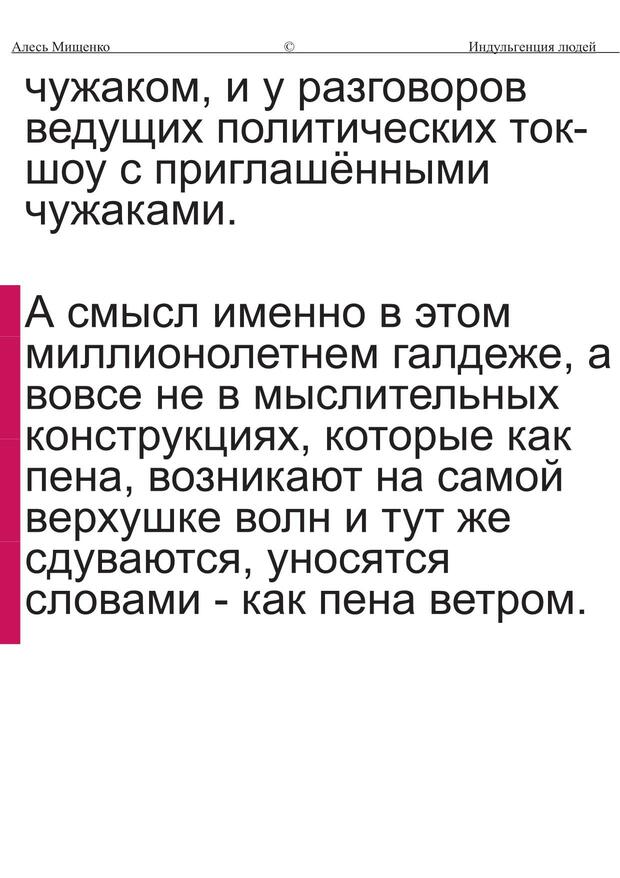 Алесь Мищенко © Индульгенция людей
чужаком, и у разговоров
ведущих политических ток-
шоу с приглашёнными
чужаками.
А смысл именно в этом
миллионолетнем галдеже, а
вовсе не в мыслительных
конструкциях, которые как
пена, возникают на самой
верхушке волн и тут же
сдуваются, уносятся
словами - как пена ветром.